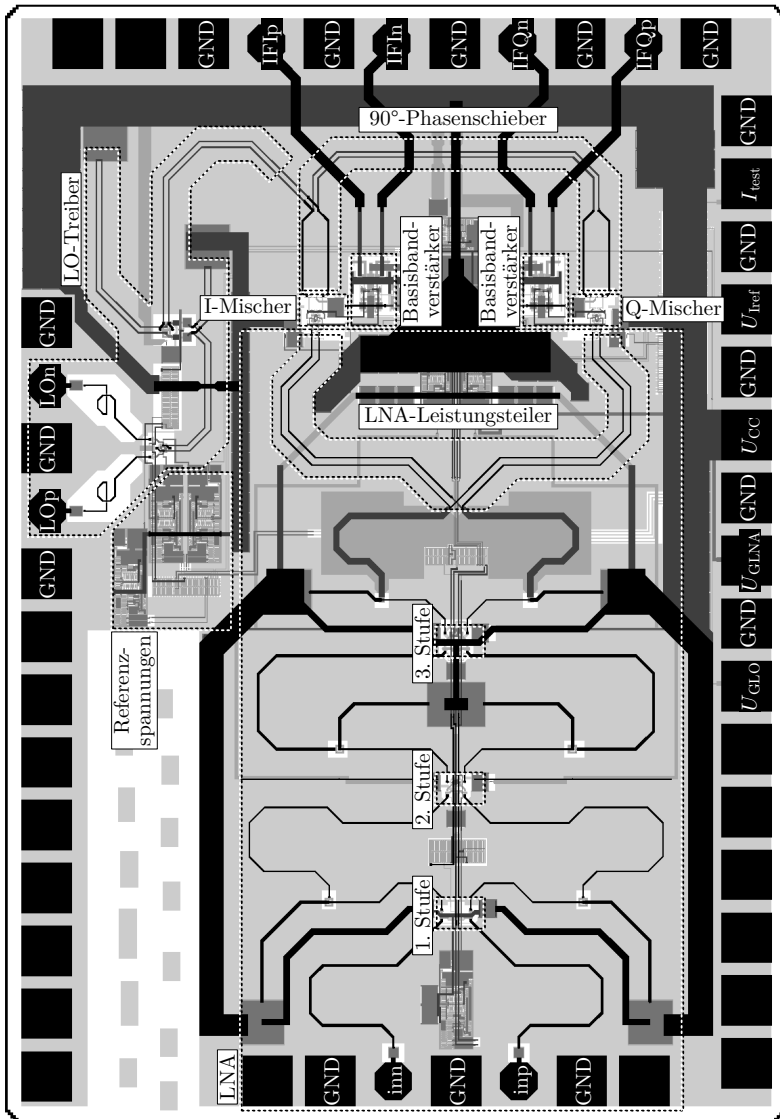 GND
IFIp
GND
IFIn
GND
IFQn
GND
IFQp
GND
90°-Phasenschieber
GND
I_test
GND
U_Iref
GND
U_CC
GND
U_GLNA
GND
U_GLO
LO-Treiber
I-Mischer
Basisband-
verstärker
Basisband-
verstärker
Q-Mischer
GND
LOn
GND
LOp
GND
LNA-Leistungsteiler
Referenz-
spannungen
3. Stufe
2. Stufe
1. Stufe
LNA
GND
inn
GND
inp
GND